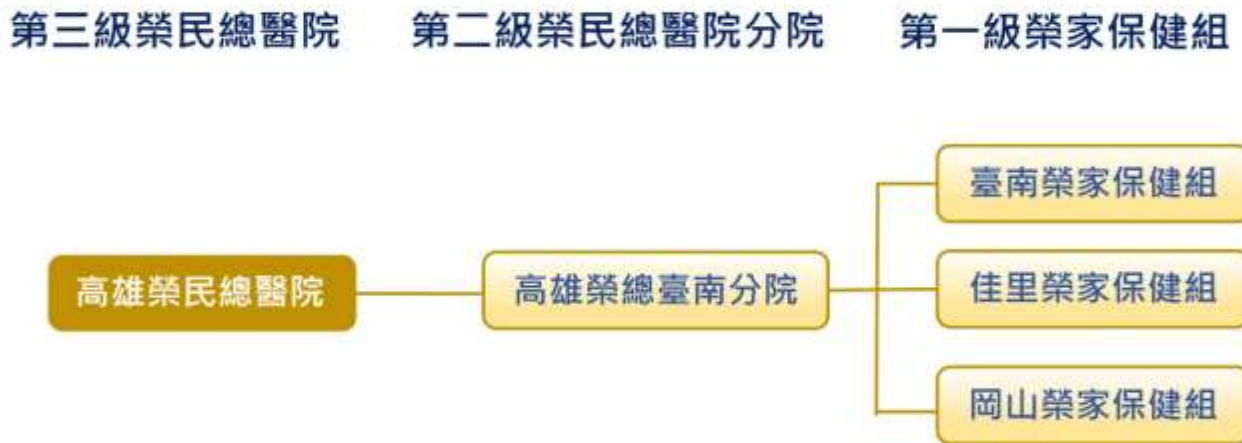 第三級榮民總醫院 第二級榮民總醫院分院 第一級榮家保健組
臺南榮家保健組
高雄榮民總醫院 高雄榮總臺南分院 佳里榮家保健組
岡山榮家保健組